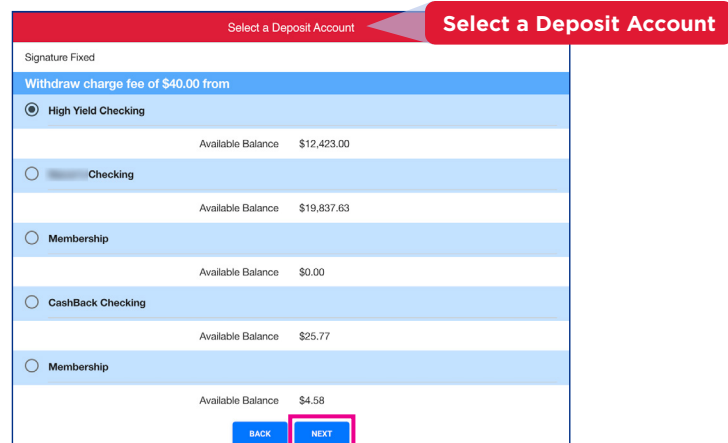 Select a Deposit Account
Select a Deposit Account
Signature Fixed
Withdraw charge fee of $40.00 from
High Yield Checking
Available Balance $12,423.00
Checking
Available Balance $19,837.63
Membership
Available Balance $0.00
CashBack Checking
Available Balance $25.77
Membership
Available Balance $4.58
BACK NEXT